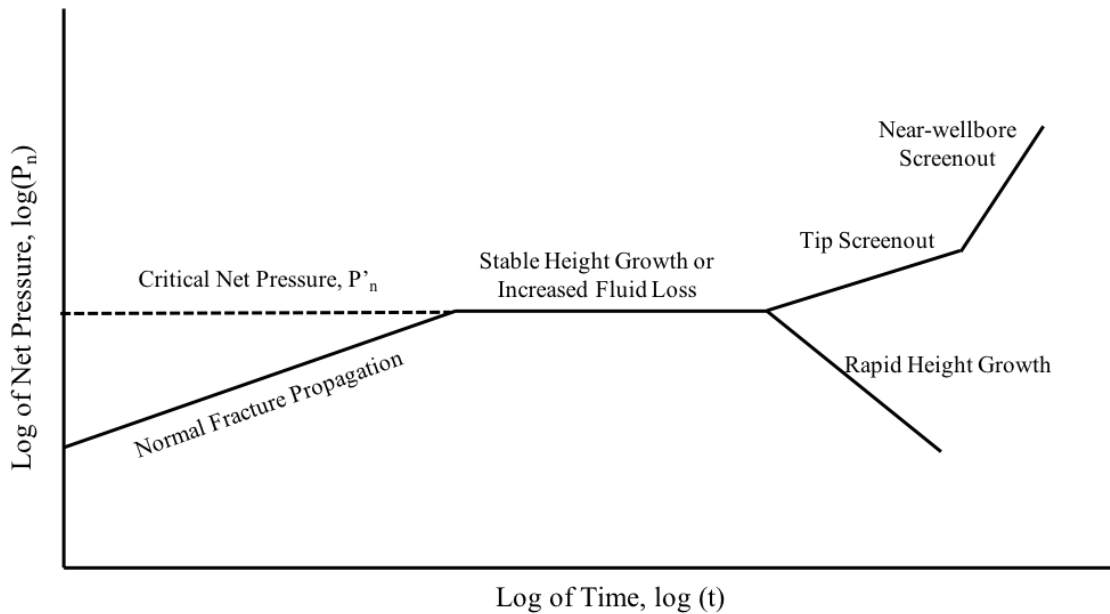 Log of Net Pressure, log(Pₙ)
Near-wellbore
Screenout
Tip Screenout
Stable Height Growth or
Increased Fluid Loss
Critical Net Pressure, P’ₙ
Rapid Height Growth
Normal Fracture Propagation
Log of Time, log (t)